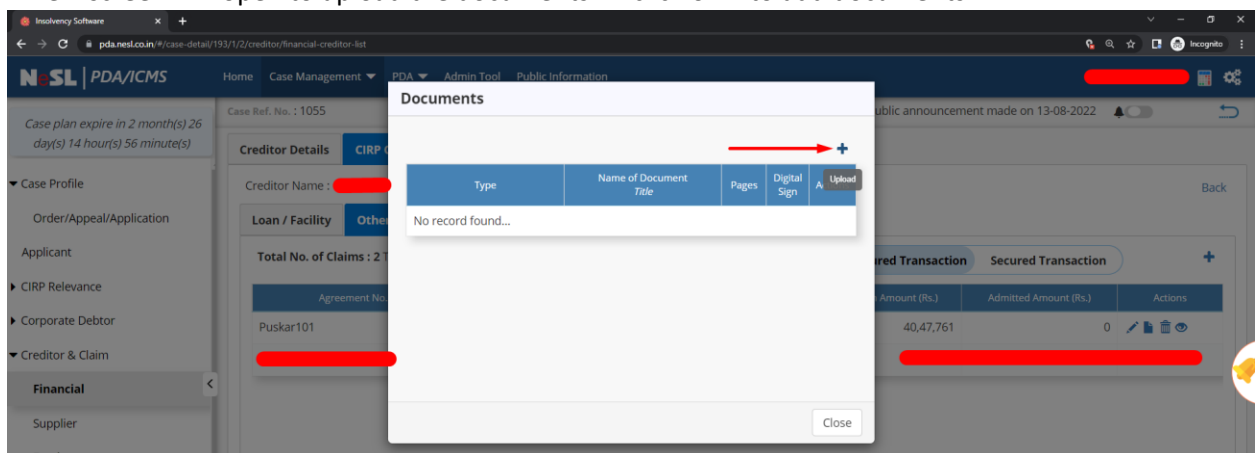 Insolvency Software
pda.nesl.co.in/#/case-detail/193/1/2/creditor/financial-creditor-list
Incognito
NeSL | PDA/ICMS
Home Case Management PDA Admin Tool Public Information
Case plan expire in 2 month(s) 26
day(s) 14 hour(s) 56 minute(s)
Case Profile
Order/Appeal/Application
Applicant
CIRP Relevance
Corporate Debtor
Creditor & Claim
Financial
Supplier
Case Ref. No. : 1055
ublic announcement made on 13-08-2022
Creditor Details CIRP
Creditor Name :
Back
Loan / Facility Other
Total No. of Claims : 2
ured Transaction Secured Transaction
Agreement No.
Amount (Rs.) Admitted Amount (Rs.) Actions
Puskar101 40,47,761 0
Documents
Type Name of Document Pages Digital
Title Sign
Upload
No record found...
Close